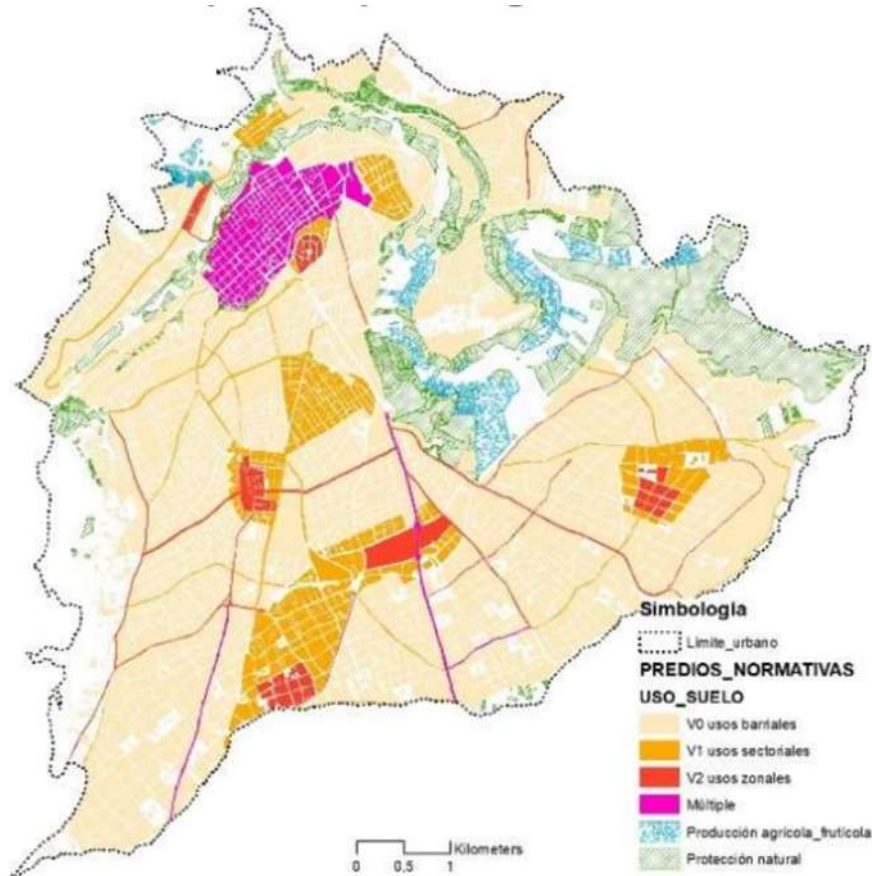 Simbología
Limite_urbano
PREDIOS_NORMATIVAS
USO_SUELO
V0 usos barriales
V1 usos sectoriales
V2 usos zonales
Múltiple
Producción agrícola_frutícola
Protección natural
Kilometers
0 0,5 1